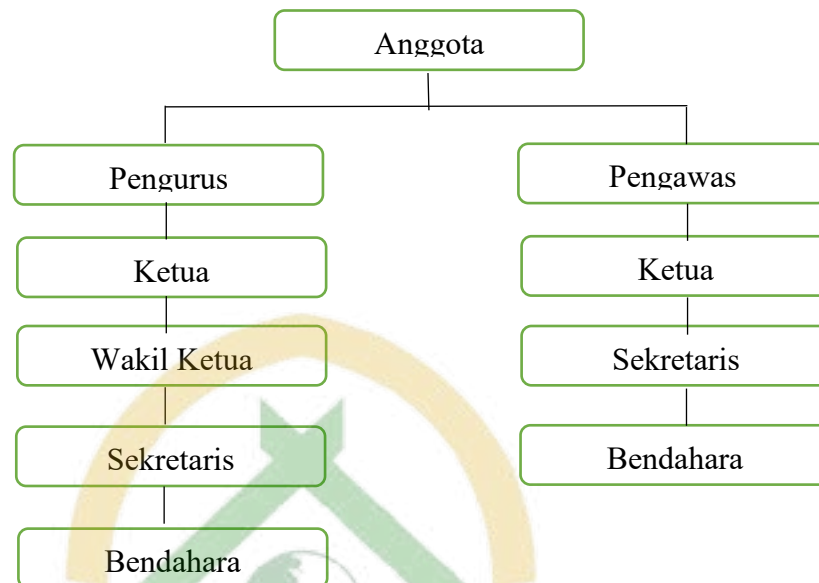 Anggota
Pengurus
Pengawas
Ketua
Ketua
Wakil Ketua
Sekretaris
Sekretaris
Bendahara
Bendahara